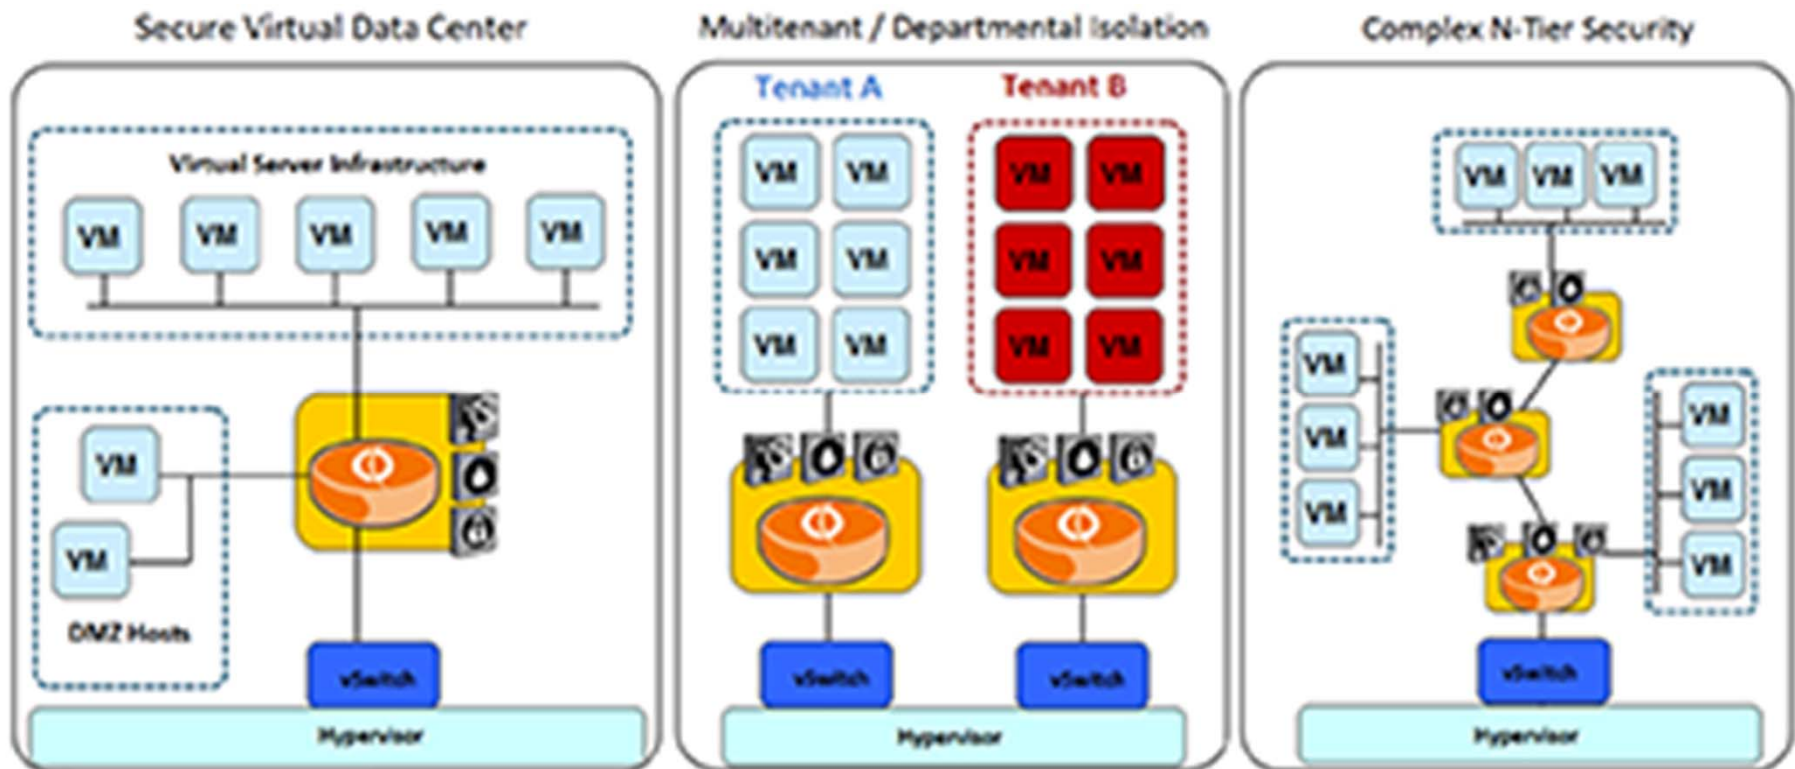 Secure Virtual Data Center
Virtual Server Infrastructure
VM VM VM VM VM
VM
VM
DMZ Hosts
vSwitch
Hypervisor
Multitenant / Departmental Isolation
Tenant A
VM VM
VM VM
VM VM
vSwitch
Tenant B
VM VM
VM VM
VM VM
vSwitch
Hypervisor
Complex N-Tier Security
VM VM VM
VM
VM
VM
VM
VM
VM
vSwitch
Hypervisor